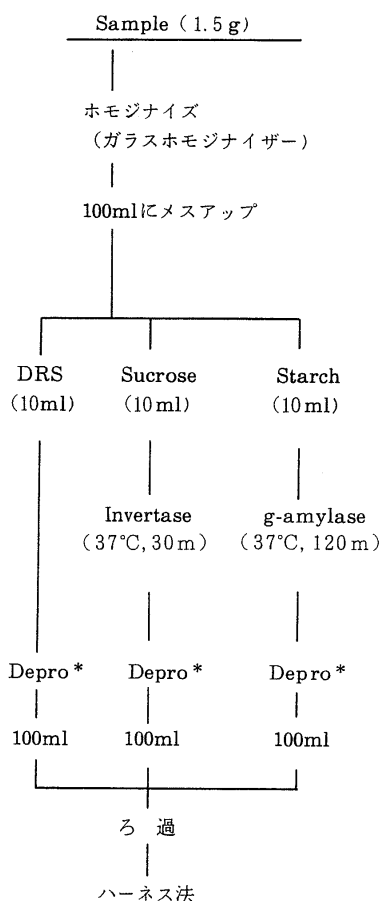 Sample (1.5g)
ホモジナイズ
(ガラスホモジナイザー)
100mlにメスアップ
DRS Sucrose Starch
(10ml) (10ml) (10ml)
Invertase g-amylase
(37℃, 30m) (37℃, 120m)
Depro* Depro* Depro*
100ml 100ml 100ml
ろ 過
ハーネス法